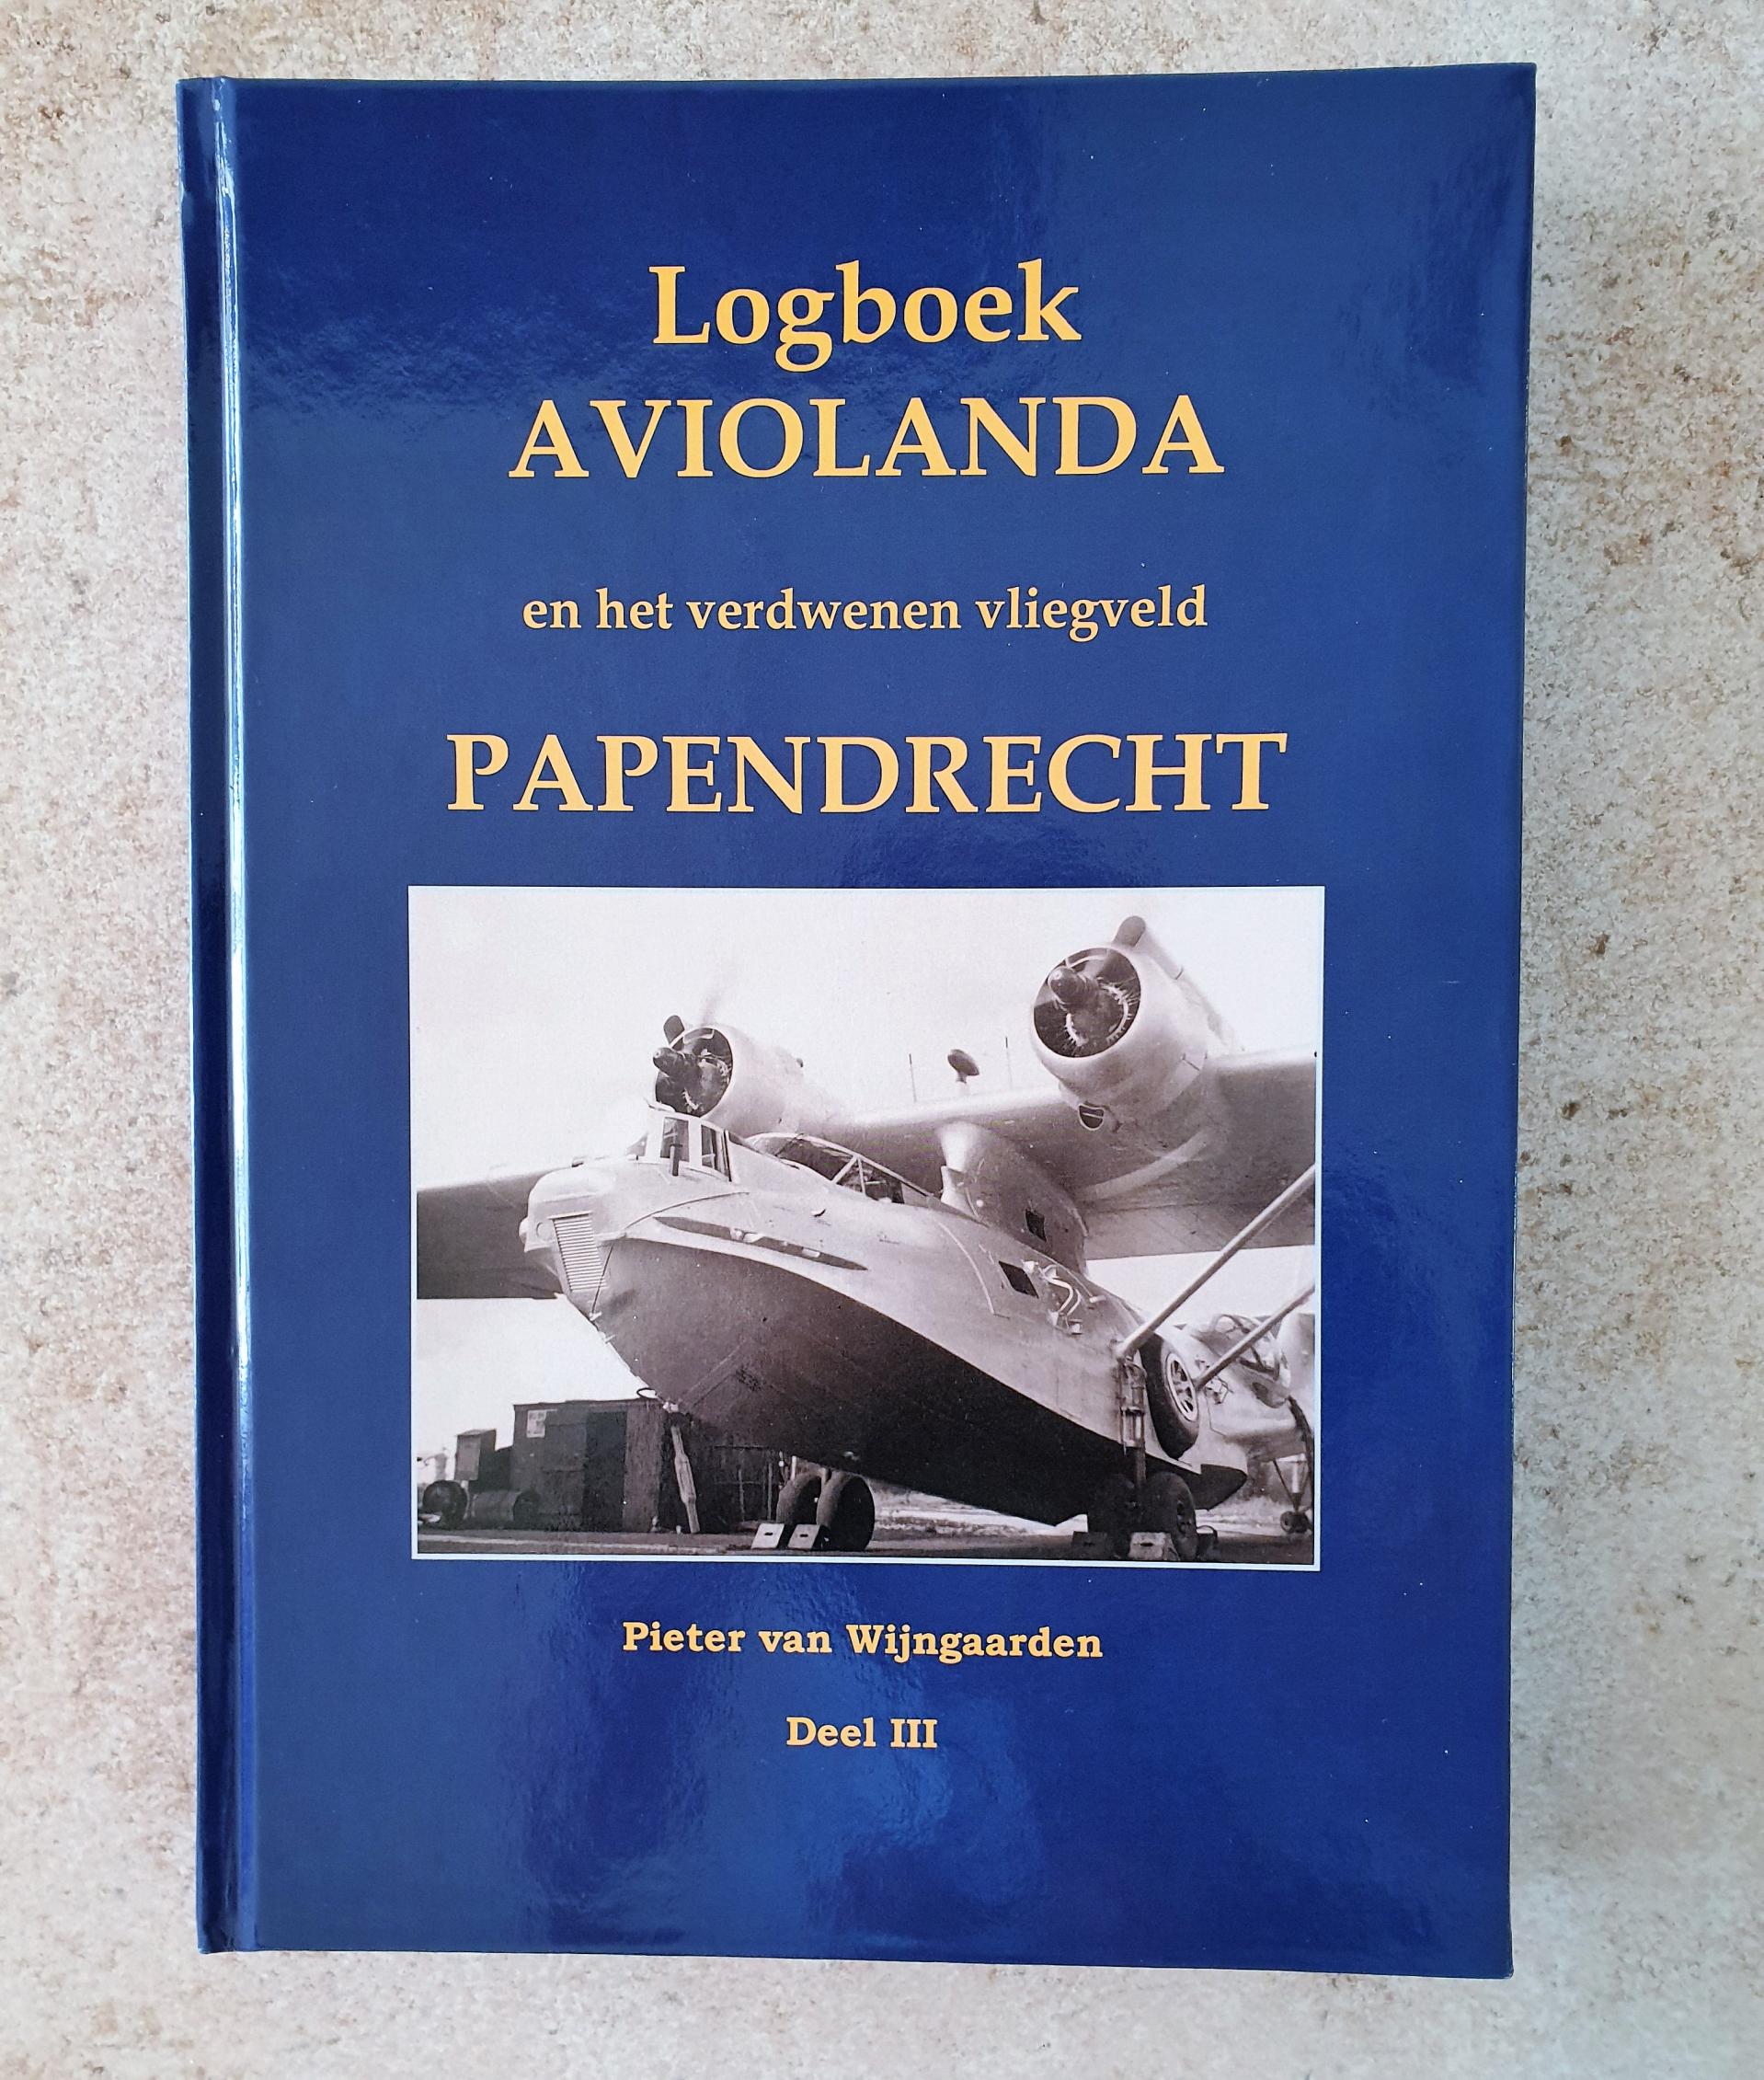 Logboek
AVIOLANDA
en het verdwenen vliegveld
PAPENDRECHT
Pieter van Wijngaarden
Deel III